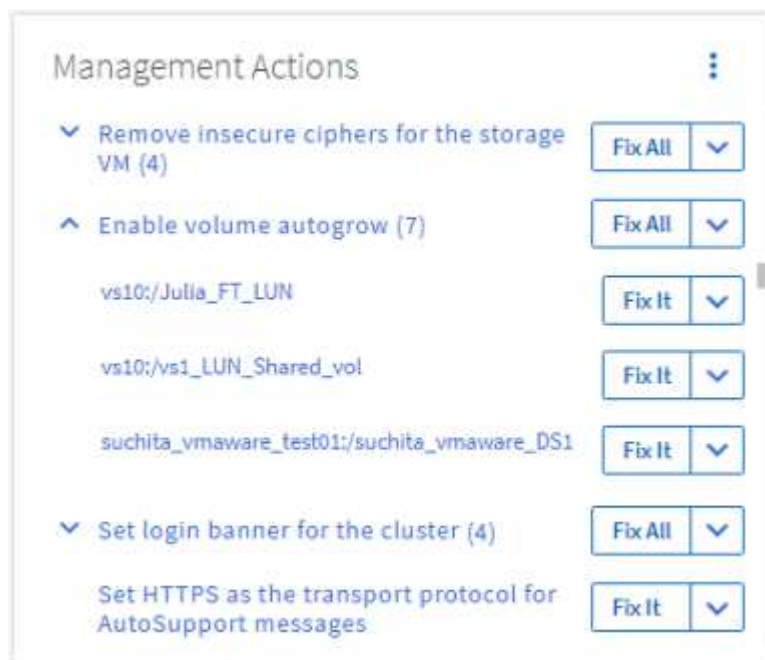 Management Actions
Remove insecure ciphers for the storage
VM (4)
Fix All
Enable volume autogrow (7)
Fix All
vs10:/Julia_FT_LUN
Fix It
vs10:/vs1_LUN_Shared_vol
Fix It
suchita_vmaware_test01:/suchita_vmaware_DS1
Fix It
Set login banner for the cluster (4)
Fix All
Set HTTPS as the transport protocol for
AutoSupport messages
Fix It